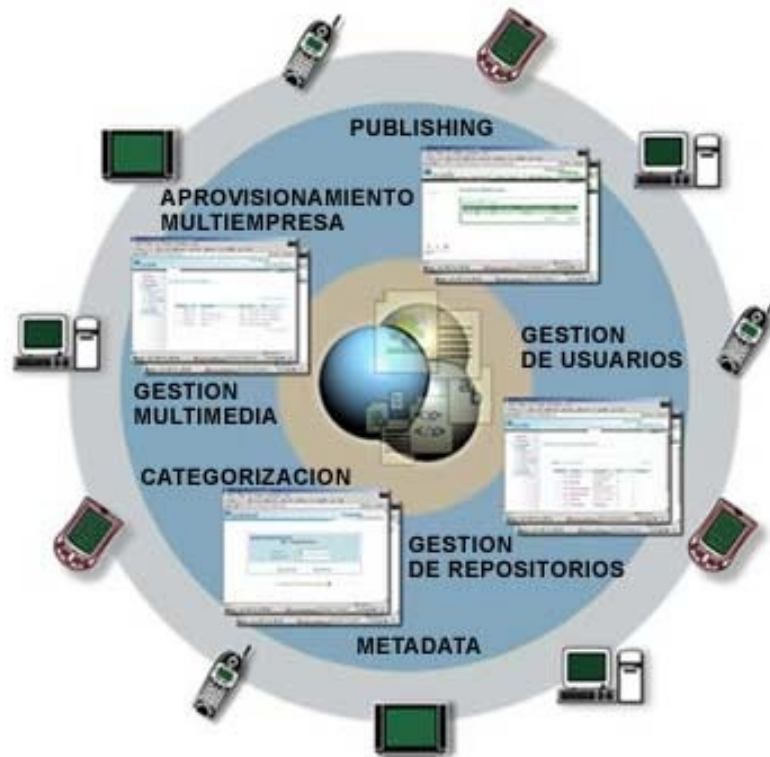 PUBLISHING
APROVISIONAMIENTO
MULTIEMPRESA
GESTION
DE USUARIOS
GESTION
MULTIMEDIA
CATEGORIZACION
GESTION
DE REPOSITORIOS
METADATA